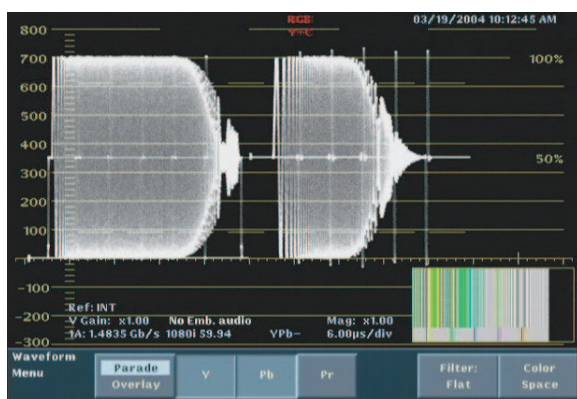 RGB:
Y
03/19/2004 10:12:45 AM
800
700
100%
600
500
400
300
50%
200
100
-100
Ref: INT
-200
V Gain: x1.00 No Emb. audio Mag: x1.00
1A: 1.4835 Gb/s 1080i 59.94 YPb- 6.00µs/div
-300
Waveform
Menu
Parade
Overlay
Y
Pb
Pr
Filter:
Flat
Color
Space